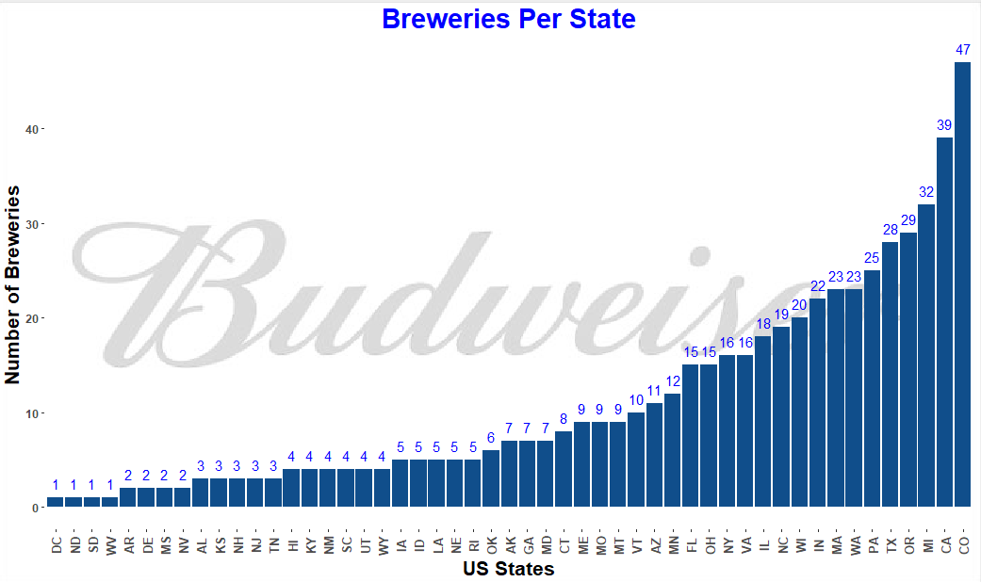 Breweries Per State
Number of Breweries
40
30
20
10
0
Budweiser
1 1 1 1 2 2 2 2 3 3 3 3 3 4 4 4 4 4 4 5 5 5 5 5 6 7 7 7 8 9 9 9 10 11 12 15 15 16 16 18 19 20 22 23 23 25 28 29 32 39 47
DC ND SD WV AR DE MS NV AL KS NH NJ TN HI KY NM SC UT WY IA ID LA NE RI OK AK GA MD CT ME MO MT VT AZ MN FL OH NY VA IL NC WI IN MA WA PA TX OR MI CA CO
US States